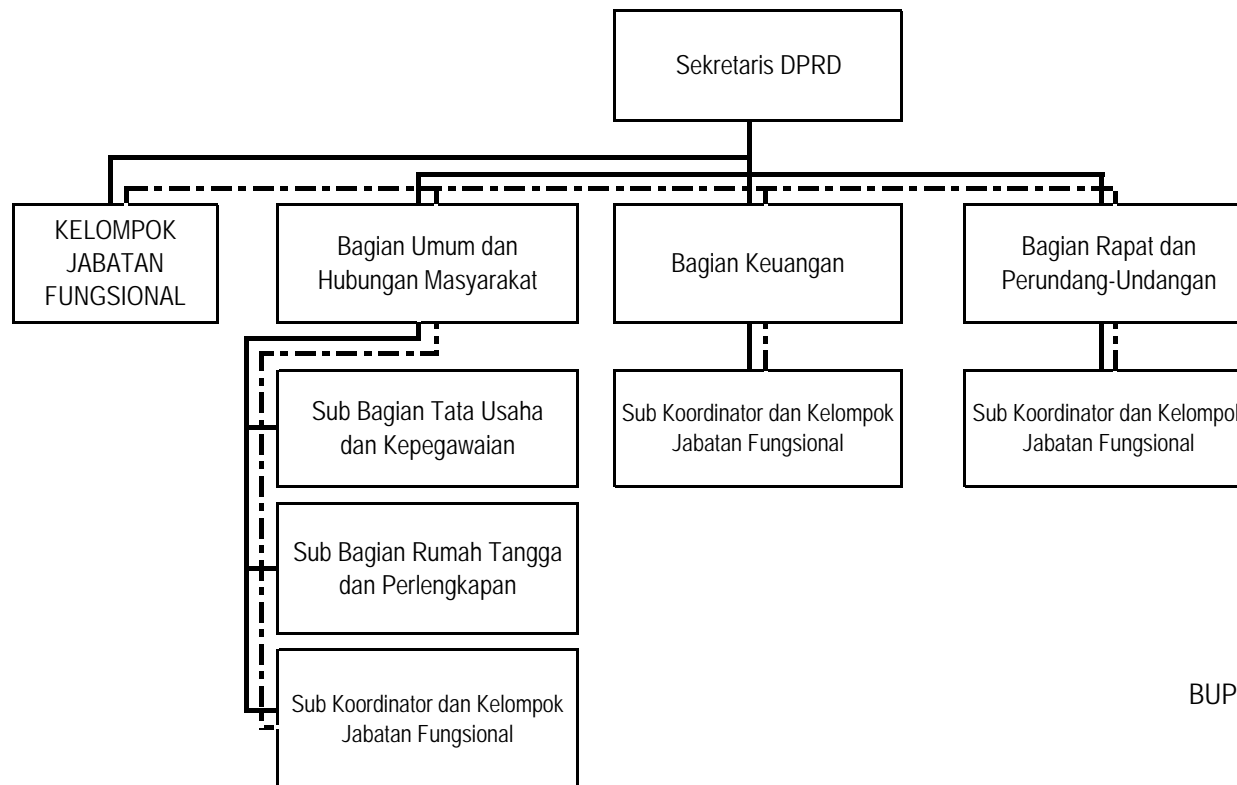 Sekretaris DPRD
KELOMPOK
JABATAN
FUNGSIONAL
Bagian Umum dan
Hubungan Masyarakat
Bagian Keuangan
Bagian Rapat dan
Perundang-Undangan
Sub Bagian Tata Usaha
dan Kepegawaian
Sub Koordinator dan Kelompok
Jabatan Fungsional
Sub Koordinator dan Kelompok
Jabatan Fungsional
Sub Bagian Rumah Tangga
dan Perlengkapan
Sub Koordinator dan Kelompok
Jabatan Fungsional
BUP